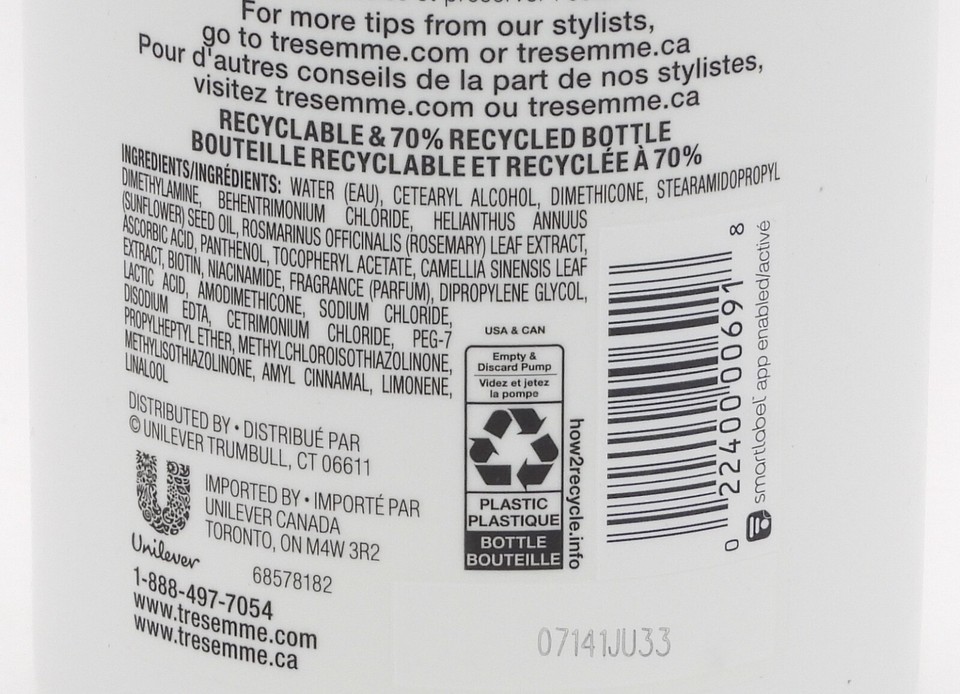 For more tips from our stylists,
go to tresemme.com or tresemme.ca
Pour d'autres conseils de la part de nos stylistes,
visitez tresemme.com ou tresemme.ca
RECYCLABLE & 70% RECYCLED BOTTLE
BOUTEILLE RECYCLABLE ET RECYCLÉE À 70%
INGREDIENTS/INGRÉDIENTS: WATER (EAU), CETEARYL ALCOHOL, DIMETHICONE, STEARAMIDOPROPYL
DIMETHYLAMINE, BEHENTRIMONIUM CHLORIDE, HELIANTHUS ANNUUS
(SUNFLOWER) SEED OIL, ROSMARINUS OFFICINALIS (ROSEMARY) LEAF EXTRACT,
ASCORBIC ACID, PANTHENOL, TOCOPHERYL ACETATE, CAMELLIA SINENSIS LEAF
EXTRACT, BIOTIN, NIACINAMIDE, FRAGRANCE (PARFUM), DIPROPYLENE GLYCOL,
LACTIC ACID, AMODIMETHICONE, SODIUM CHLORIDE,
DISODIUM EDTA, CETRIMONIUM CHLORIDE, PEG-7
PROPYLHEPTYL ETHER, METHYLCHLOROISOTHIAZOLINONE,
METHYLISOTHIAZOLINONE, AMYL CINNAMAL, LIMONENE,
LINALOOL
DISTRIBUTED BY • DISTRIBUÉ PAR
© UNILEVER TRUMBULL, CT 06611
IMPORTED BY • IMPORTÉ PAR
UNILEVER CANADA
TORONTO, ON M4W 3R2
Unilever
68578182
1-888-497-7054
www.tresemme.com
www.tresemme.ca
USA & CAN
Empty &
Discard Pump
Videz et jetez
la pompe
PLASTIC
PLASTIQUE
BOTTLE
BOUTEILLE
how2recycle.info
0 22400 00691 8
smartlabel app enabled/activé
07141JU33